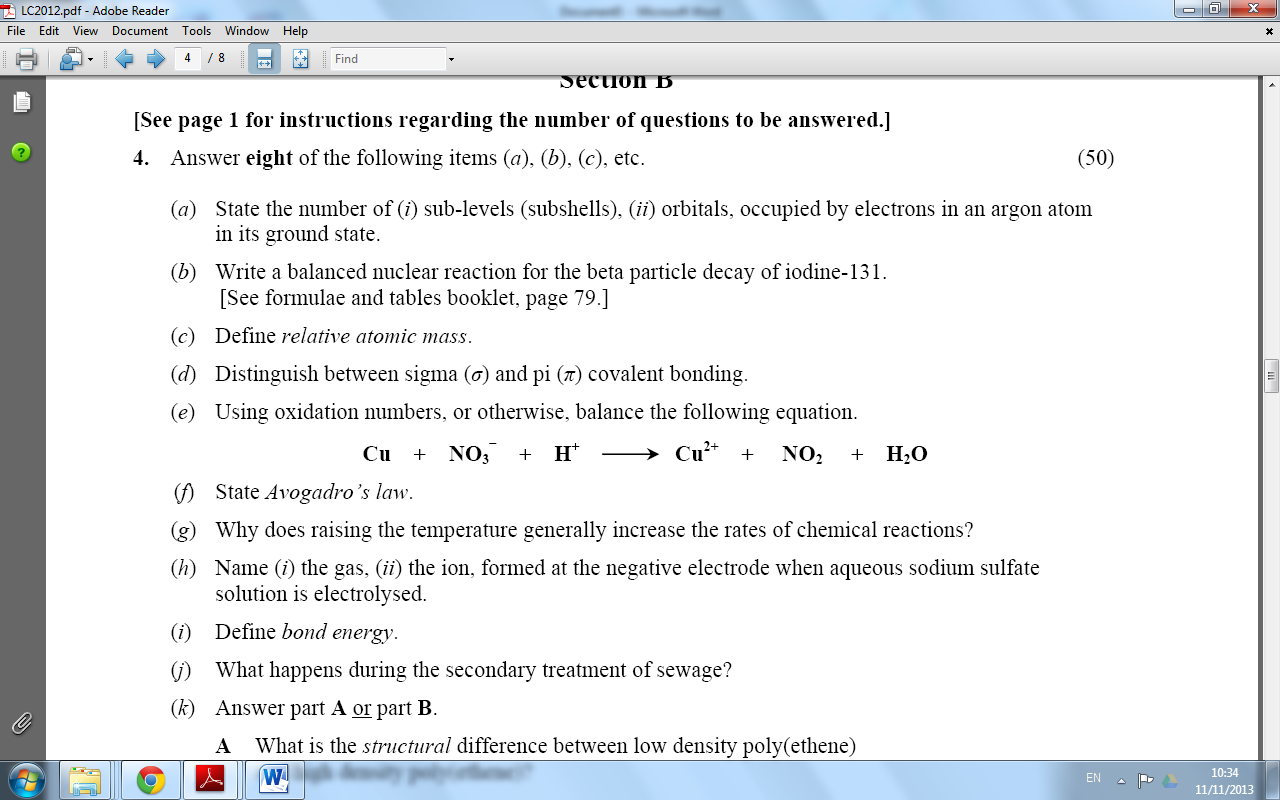 LC2012.pdf - Adobe Reader
File Edit View Document Tools Window Help
4 / 8 Find
Section B
[See page 1 for instructions regarding the number of questions to be answered.]
4. Answer eight of the following items (a), (b), (c), etc. (50)
(a) State the number of (i) sub-levels (subshells), (ii) orbitals, occupied by electrons in an argon atom
in its ground state.
(b) Write a balanced nuclear reaction for the beta particle decay of iodine-131.
[See formulae and tables booklet, page 79.]
(c) Define relative atomic mass.
(d) Distinguish between sigma (σ) and pi (π) covalent bonding.
(e) Using oxidation numbers, or otherwise, balance the following equation.
Cu + NO₃⁻ + H⁺ ⟶ Cu²⁺ + NO₂ + H₂O
(f) State Avogadro's law.
(g) Why does raising the temperature generally increase the rates of chemical reactions?
(h) Name (i) the gas, (ii) the ion, formed at the negative electrode when aqueous sodium sulfate
solution is electrolysed.
(i) Define bond energy.
(j) What happens during the secondary treatment of sewage?
(k) Answer part A or part B.
A What is the structural difference between low density poly(ethene)
high density poly(ethene)?
EN 10:34
11/11/2013